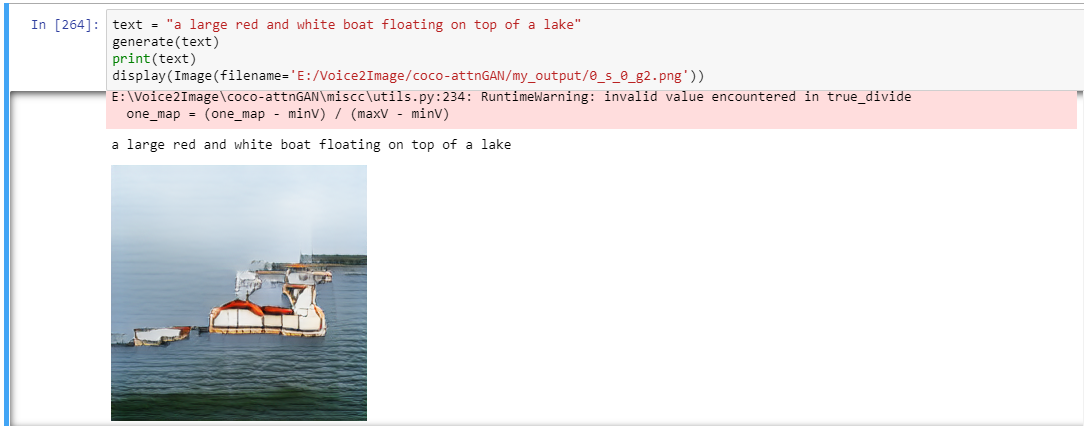 In [264]: text = "a large red and white boat floating on top of a lake"
generate(text)
print(text)
display(Image(filename='E:/Voice2Image/coco-attnGAN/my_output/0_s_0_g2.png'))
E:\Voice2Image\coco-attnGAN\miscc\utils.py:234: RuntimeWarning: invalid value encountered in true_divide
  one_map = (one_map - minV) / (maxV - minV)
a large red and white boat floating on top of a lake